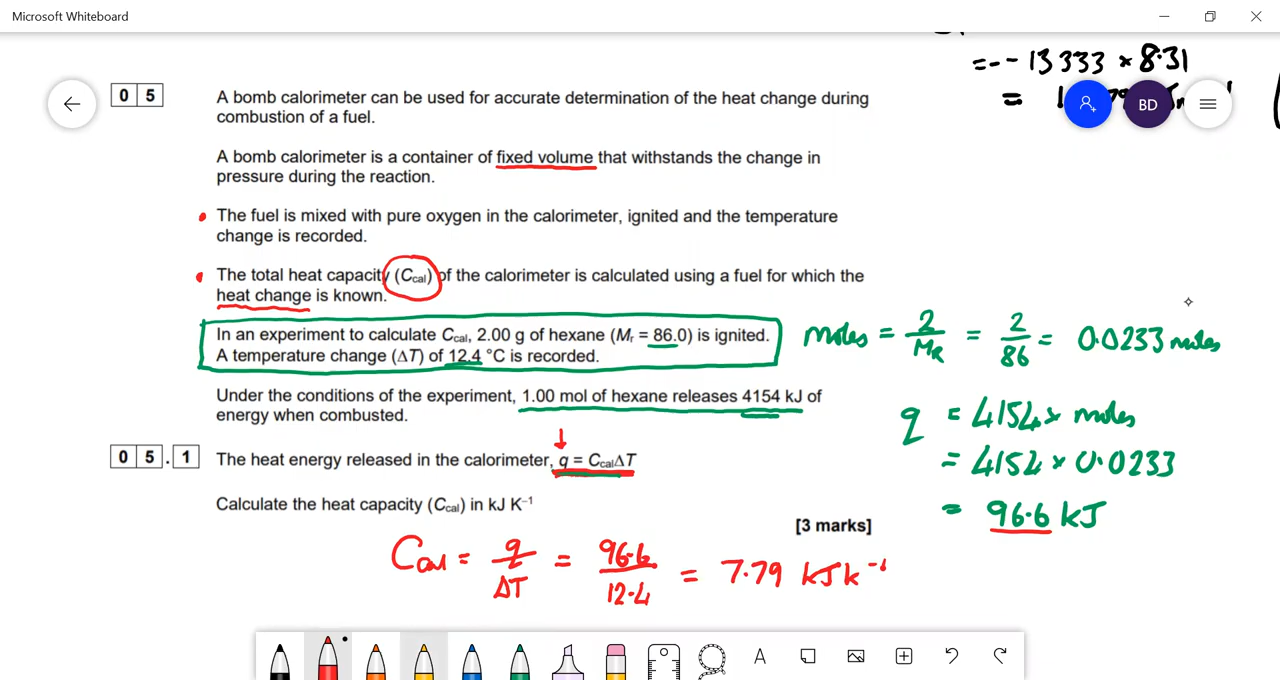 Microsoft Whiteboard
= - - 13 333 × 8.31
=
BD
0 5
A bomb calorimeter can be used for accurate determination of the heat change during
combustion of a fuel.
A bomb calorimeter is a container of fixed volume that withstands the change in
pressure during the reaction.
• The fuel is mixed with pure oxygen in the calorimeter, ignited and the temperature
change is recorded.
• The total heat capacity (Ccal) of the calorimeter is calculated using a fuel for which the
heat change is known.
In an experiment to calculate Ccal, 2.00 g of hexane (Mr = 86.0) is ignited.
A temperature change (ΔT) of 12.4 °C is recorded.
moles = 2/MR = 2/86 = 0.0233 moles
Under the conditions of the experiment, 1.00 mol of hexane releases 4154 kJ of
energy when combusted.
q = 4154 × moles
= 4154 × 0.0233
= 96.6 kJ
0 5 . 1 The heat energy released in the calorimeter, q = CcalΔT
Calculate the heat capacity (Ccal) in kJ K⁻¹
[3 marks]
Ccal = q/ΔT = 96.6/12.4 = 7.79 kJk⁻¹
A